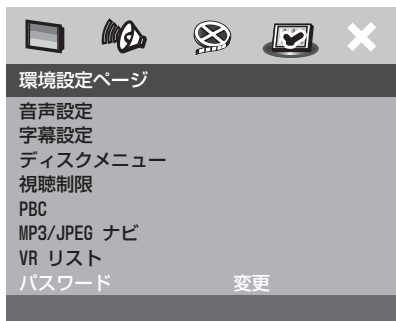 環境設定ページ
音声設定
字幕設定
ディスクメニュー
視聴制限
PBC
MP3/JPEG ナビ
VR リスト
パスワード 変更